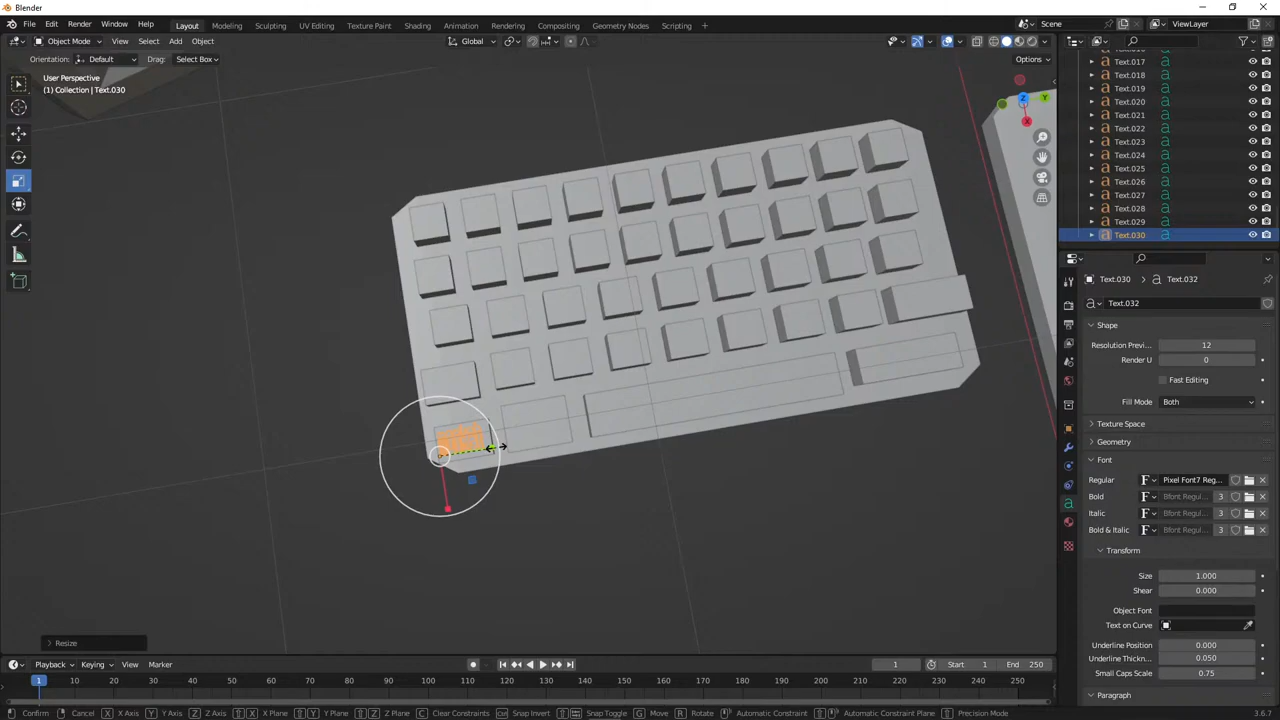 Blender
File Edit Render Window Help Layout Modeling Sculpting UV Editing Texture Paint Shading Animation Rendering Compositing Geometry Nodes Scripting + Scene ViewLayer
Object Mode View Select Add Object Global
Orientation: Default Drag: Select Box Options
User Perspective
(1) Collection | Text.030
Z Y X
Text.017
Text.018
Text.019
Text.020
Text.021
Text.022
Text.023
Text.024
Text.025
Text.026
Text.027
Text.028
Text.029
Text.030
Text.030 > Text.032
Text.032
Shape
Resolution Previ... 12
Render U 0
Fast Editing
Fill Mode Both
Texture Space
Geometry
Font
Regular F Pixel Font7 Reg...
Bold F Bfont Regul... 3
Italic F Bfont Regul... 3
Bold & Italic F Bfont Regul... 3
Transform
Size 1.000
Shear 0.000
Object Font
Text on Curve
Underline Position 0.000
Underline Thickn... 0.050
Small Caps Scale 0.75
Paragraph
Resize
Playback Keying View Marker 1 Start 1 End 250
1 10 20 30 40 50 60 70 80 90 100 110 120 130 140 150 160 170 180 190 200 210 220 230 240 250
Confirm Cancel X X Axis Y Y Axis Z Z Axis X X Plane Y Y Plane Z Z Plane C Clear Constraints Snap Invert Snap Toggle G Move R Rotate Automatic Constraint Automatic Constraint Plane Precision Mode 3.6.7